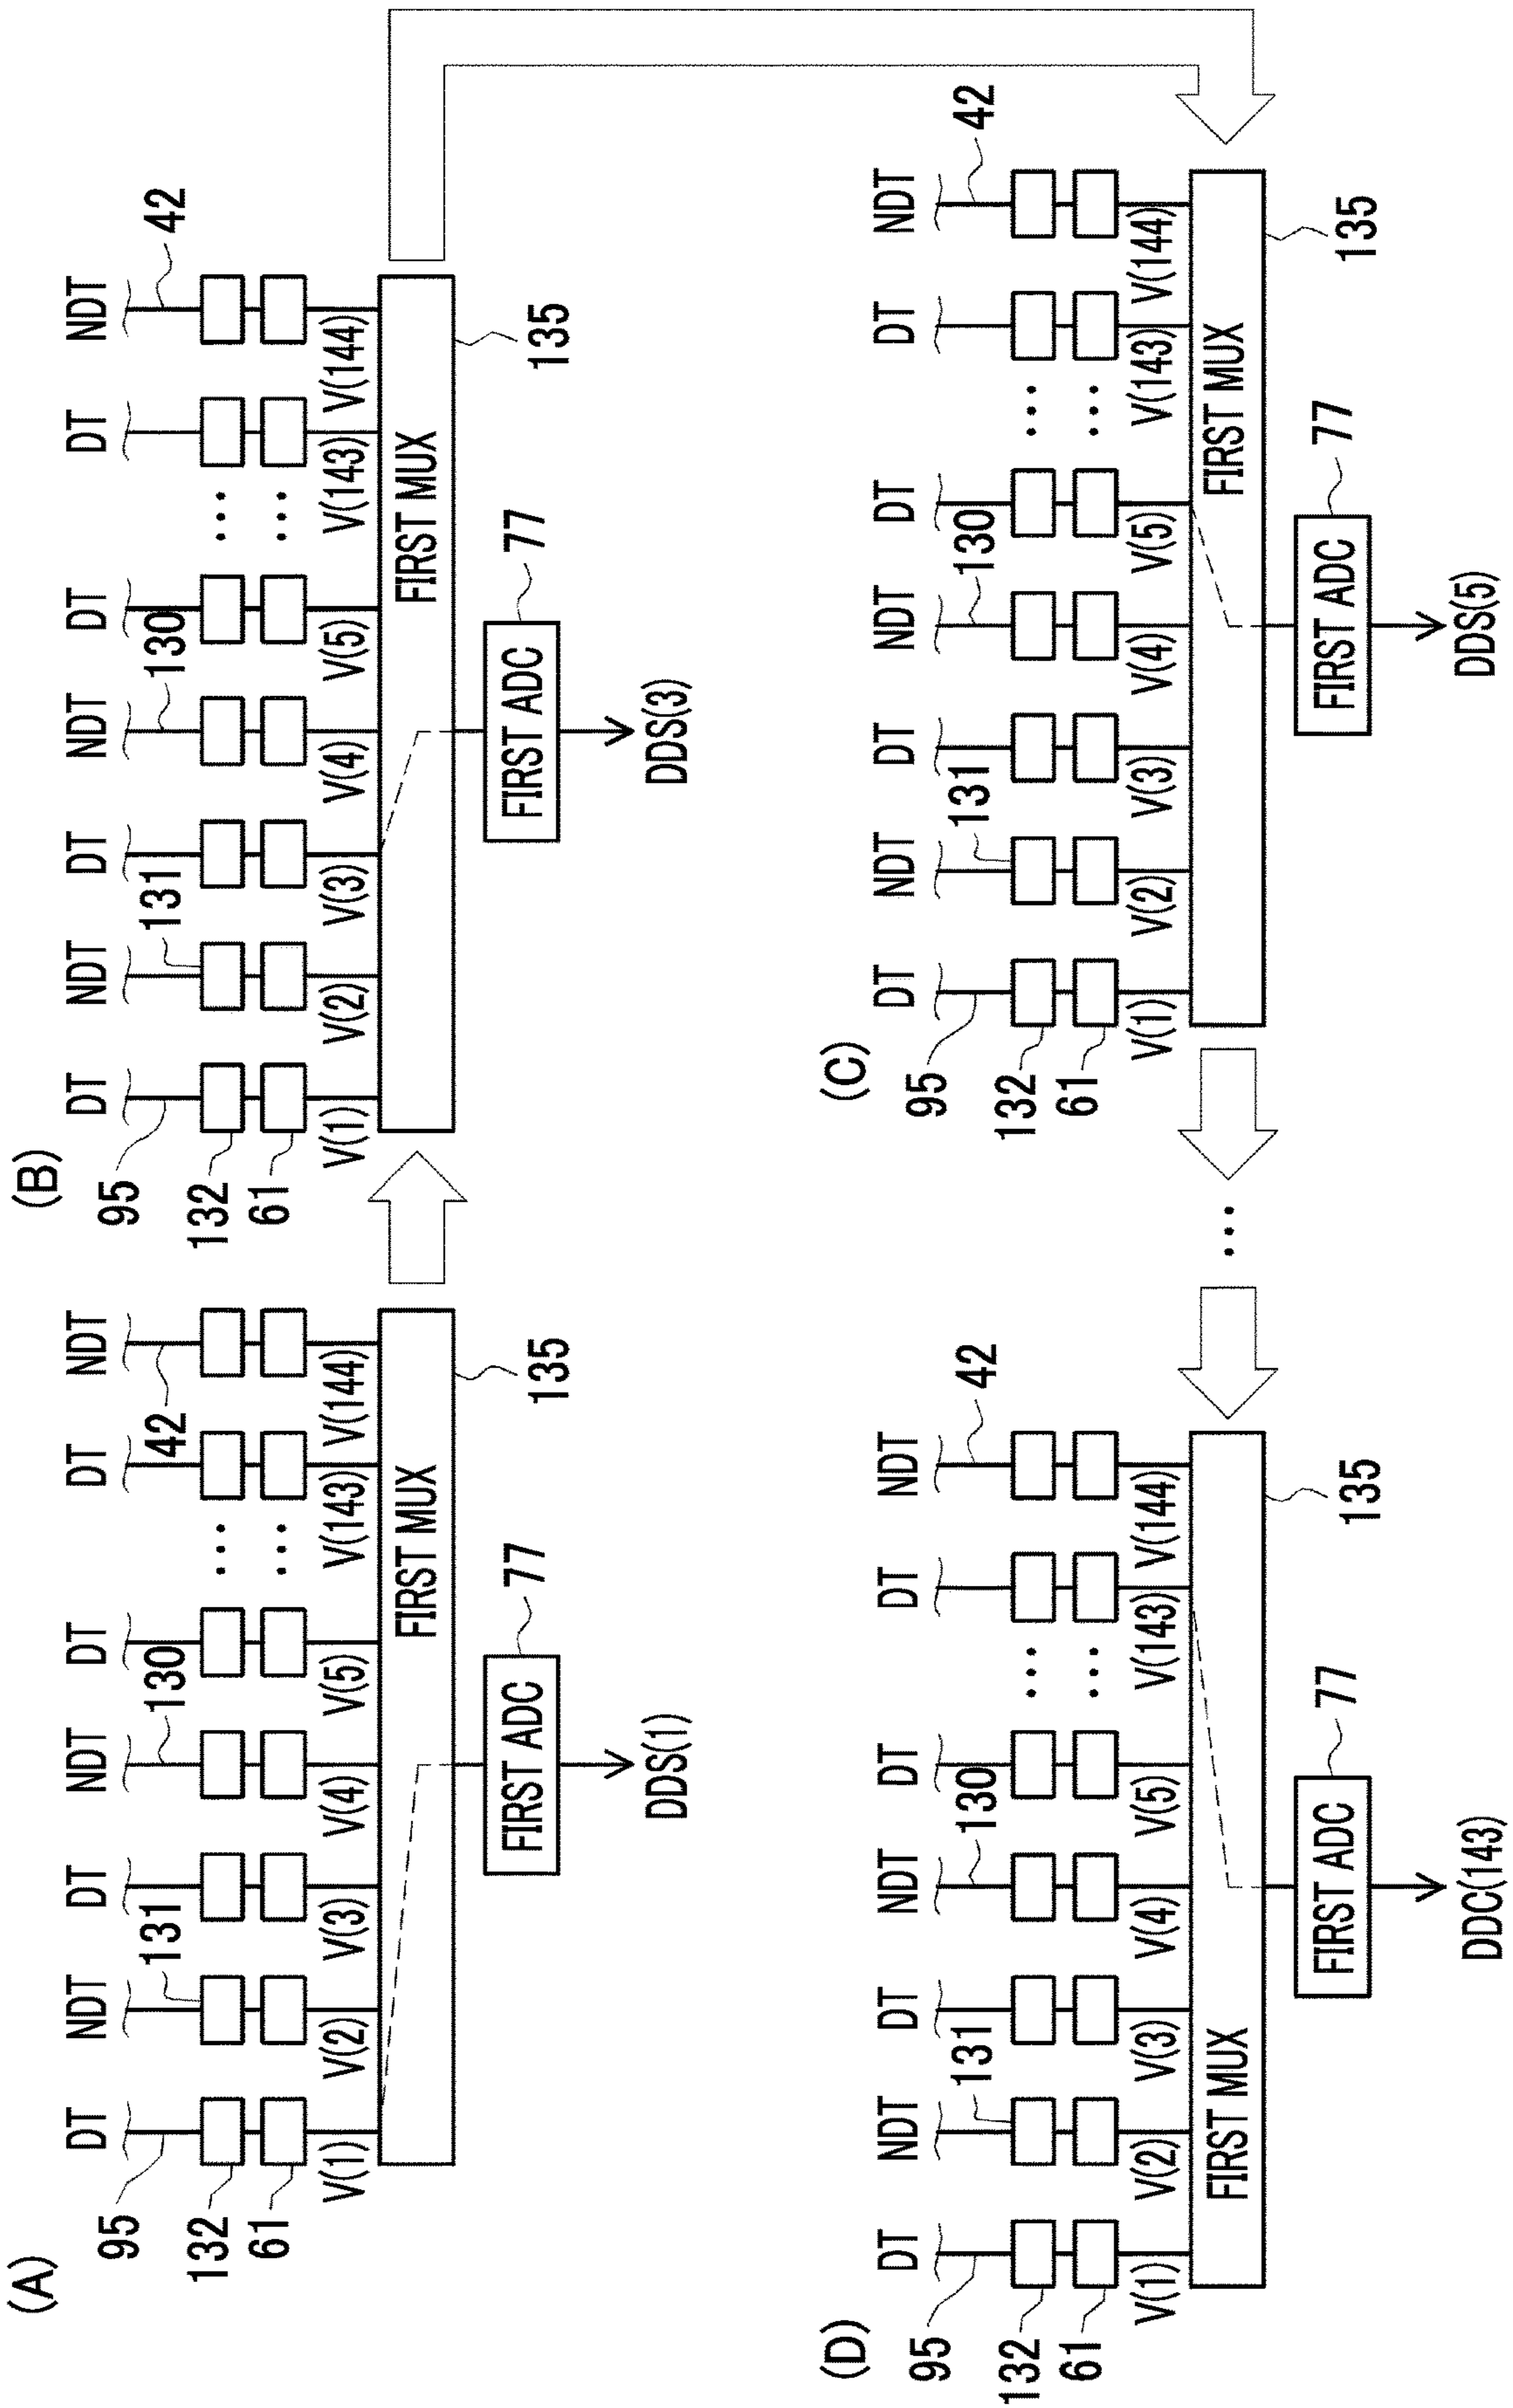 (A)
DT NDT DT NDT DT DT NDT
95 131 130 42
132
61
... ...
V(1) V(2) V(3) V(4) V(5) V(143) V(144)
FIRST MUX
135
FIRST ADC 77
DDS(1)
(B)
DT NDT DT NDT DT DT NDT
95 131 130 42
132
61
... ...
V(1) V(2) V(3) V(4) V(5) V(143) V(144)
FIRST MUX
135
FIRST ADC 77
DDS(3)
(C)
DT NDT DT NDT DT DT NDT
95 131 130 42
132
61
... ...
V(1) V(2) V(3) V(4) V(5) V(143) V(144)
FIRST MUX
135
FIRST ADC 77
DDS(5)
...
(D)
DT NDT DT NDT DT DT NDT
95 131 130 42
132
61
... ...
V(1) V(2) V(3) V(4) V(5) V(143) V(144)
FIRST MUX
135
FIRST ADC 77
DDC(143)